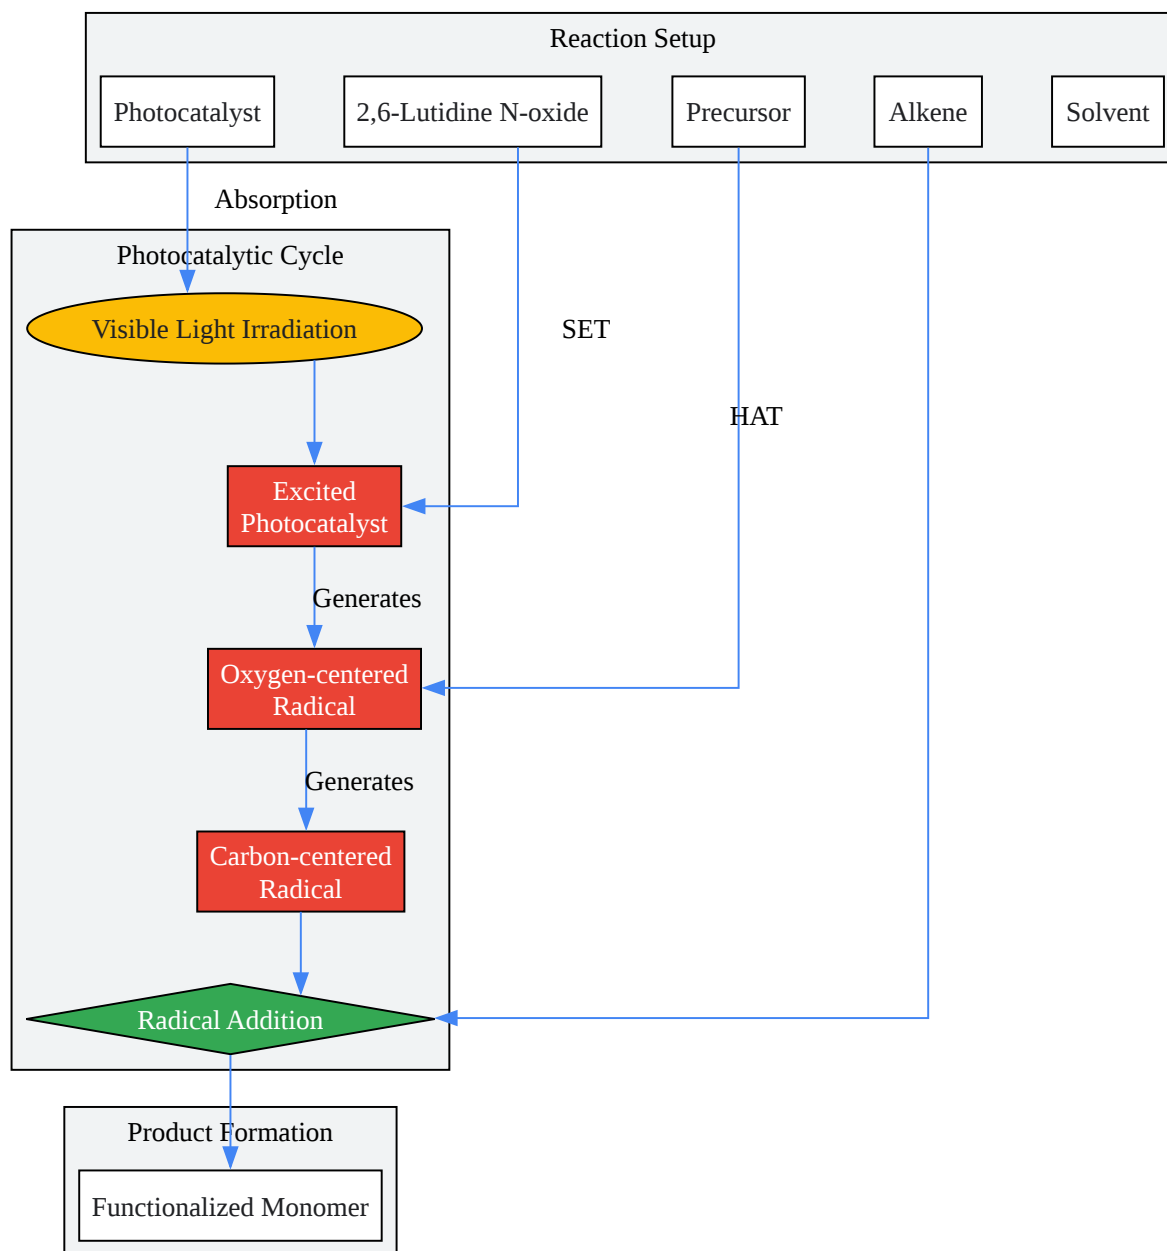 Reaction Setup
Photocatalyst
2,6-Lutidine N-oxide
Precursor
Alkene
Solvent
Absorption
Photocatalytic Cycle
Visible Light Irradiation
SET
HAT
Excited
Photocatalyst
Generates
Oxygen-centered
Radical
Generates
Carbon-centered
Radical
Radical Addition
Product Formation
Functionalized Monomer